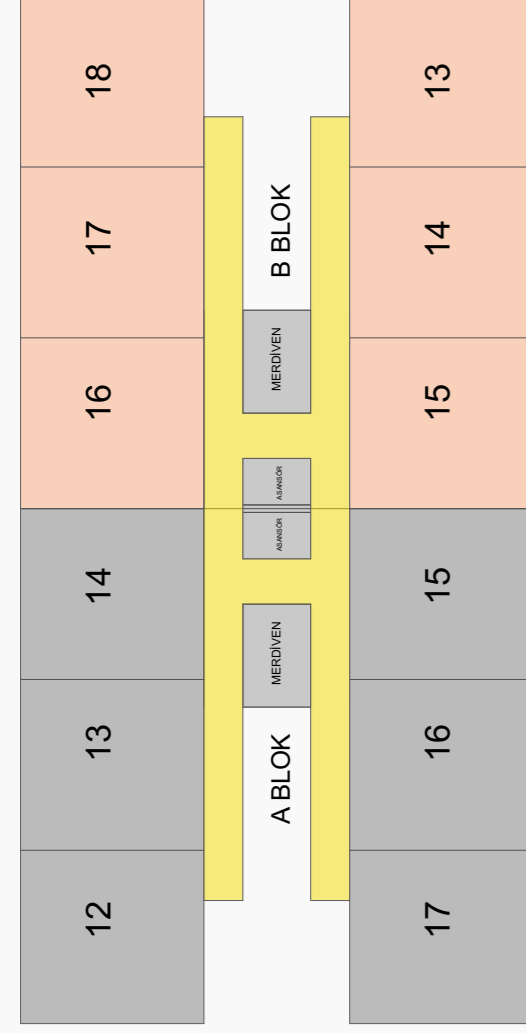 18
13
17
B BLOK
14
MERDİVEN
16
15
ASANSÖR
ASANSÖR
14
15
MERDİVEN
13
A BLOK
16
12
17